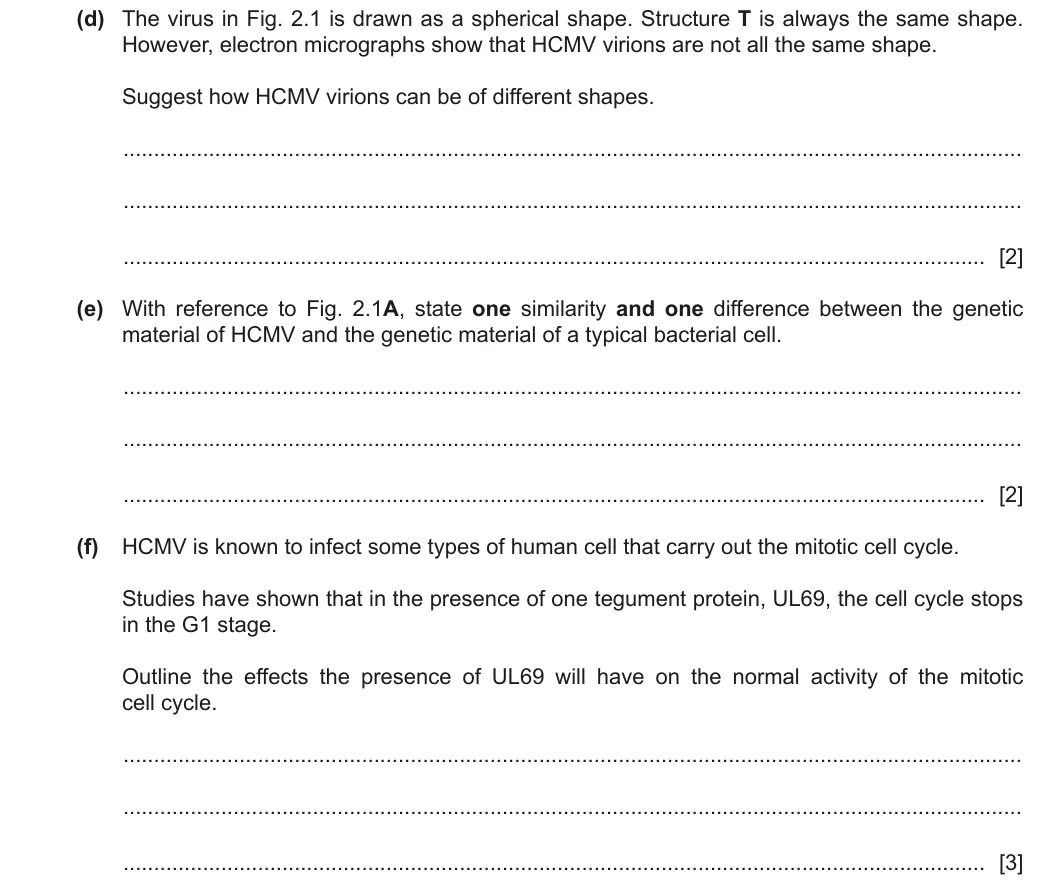 (d) The virus in Fig. 2.1 is drawn as a spherical shape. Structure T is always the same shape.
However, electron micrographs show that HCMV virions are not all the same shape.
Suggest how HCMV virions can be of different shapes.
[2]
(e) With reference to Fig. 2.1A, state one similarity and one difference between the genetic
material of HCMV and the genetic material of a typical bacterial cell.
[2]
(f) HCMV is known to infect some types of human cell that carry out the mitotic cell cycle.
Studies have shown that in the presence of one tegument protein, UL69, the cell cycle stops
in the G1 stage.
Outline the effects the presence of UL69 will have on the normal activity of the mitotic
cell cycle.
[3]